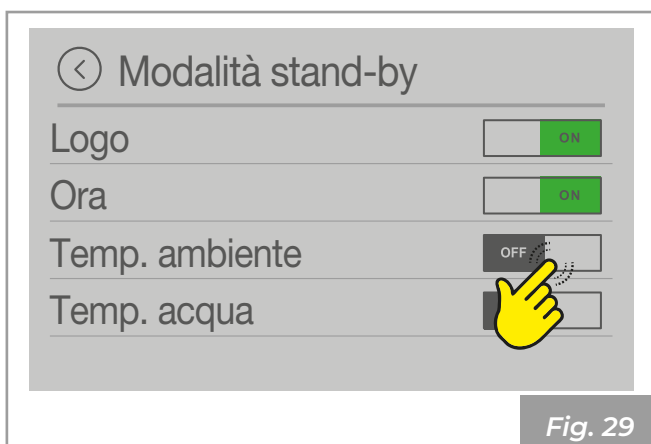 Modalità stand-by
Logo ON
Ora ON
Temp. ambiente OFF
Temp. acqua
Fig. 29